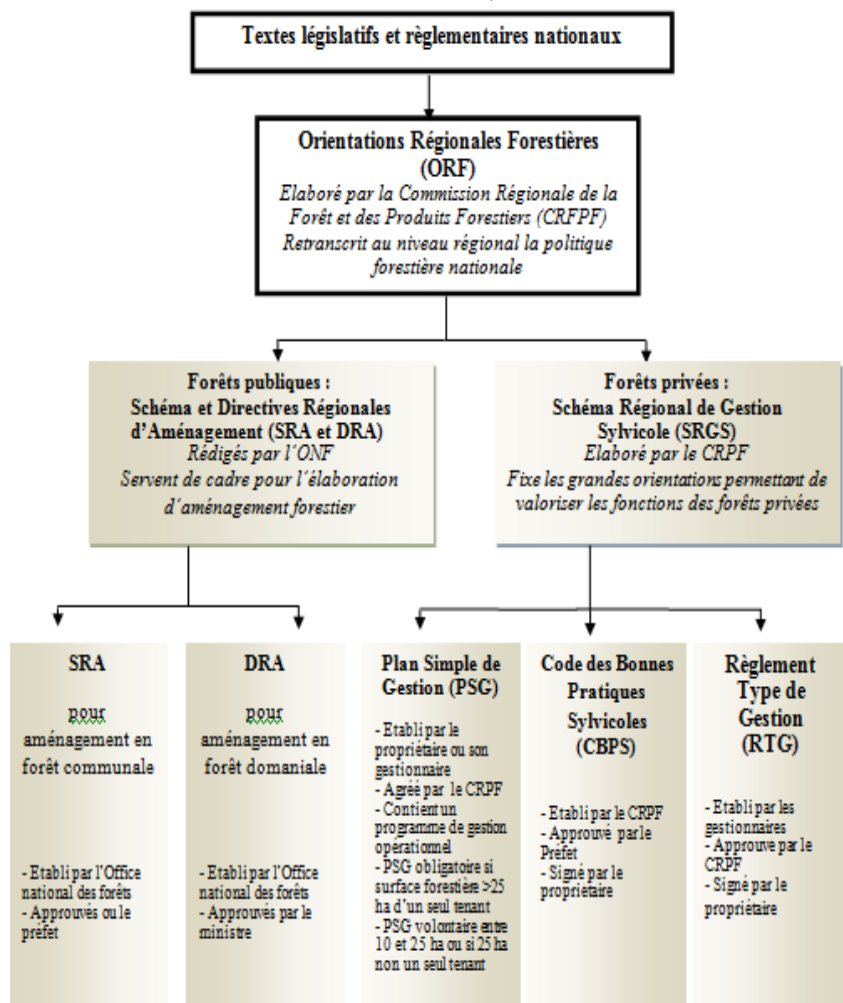 Textes législatifs et règlementaires nationaux
Orientations Régionales Forestières
(ORF)
Elaboré par la Commission Régionale de la
Forêt et des Produits Forestiers (CRFPF)
Retranscrit au niveau régional la politique
forestière nationale
Forêts publiques :
Schéma et Directives Régionales
d'Aménagement (SRA et DRA)
Rédigés par l'ONF
Servent de cadre pour l'élaboration
d'aménagement forestier
Forêts privées :
Schéma Régional de Gestion
Sylvicole (SRGS)
Elaboré par le CRPF
Fixe les grandes orientations permettant de
valoriser les fonctions des forêts privées
SRA
pour
aménagement en
forêt communale
- Etabli par l'Office
national des forêts
- Approuvés ou le
préfet
DRA
pour
aménagement en
forêt domaniale
- Etabli par l'Office
national des forêts
- Approuvés par le
ministre
Plan Simple de
Gestion (PSG)
- Etabli par le
propriétaire ou son
gestionnaire
- Agréé par le CRPF
- Contient un
programme de gestion
opérationnel
- PSG obligatoire si
surface forestière >25
ha d'un seul tenant
- PSG volontaire entre
10 et 25 ha ou si 25 ha
non un seul tenant
Code des Bonnes
Pratiques
Sylvicoles
(CBPS)
- Etabli par le CRPF
- Approuvé par le
Préfet
- Signé par le
propriétaire
Règlement
Type de
Gestion
(RTG)
- Etabli par les
gestionnaires
- Approuvé par le
CRPF
- Signé par le
propriétaire